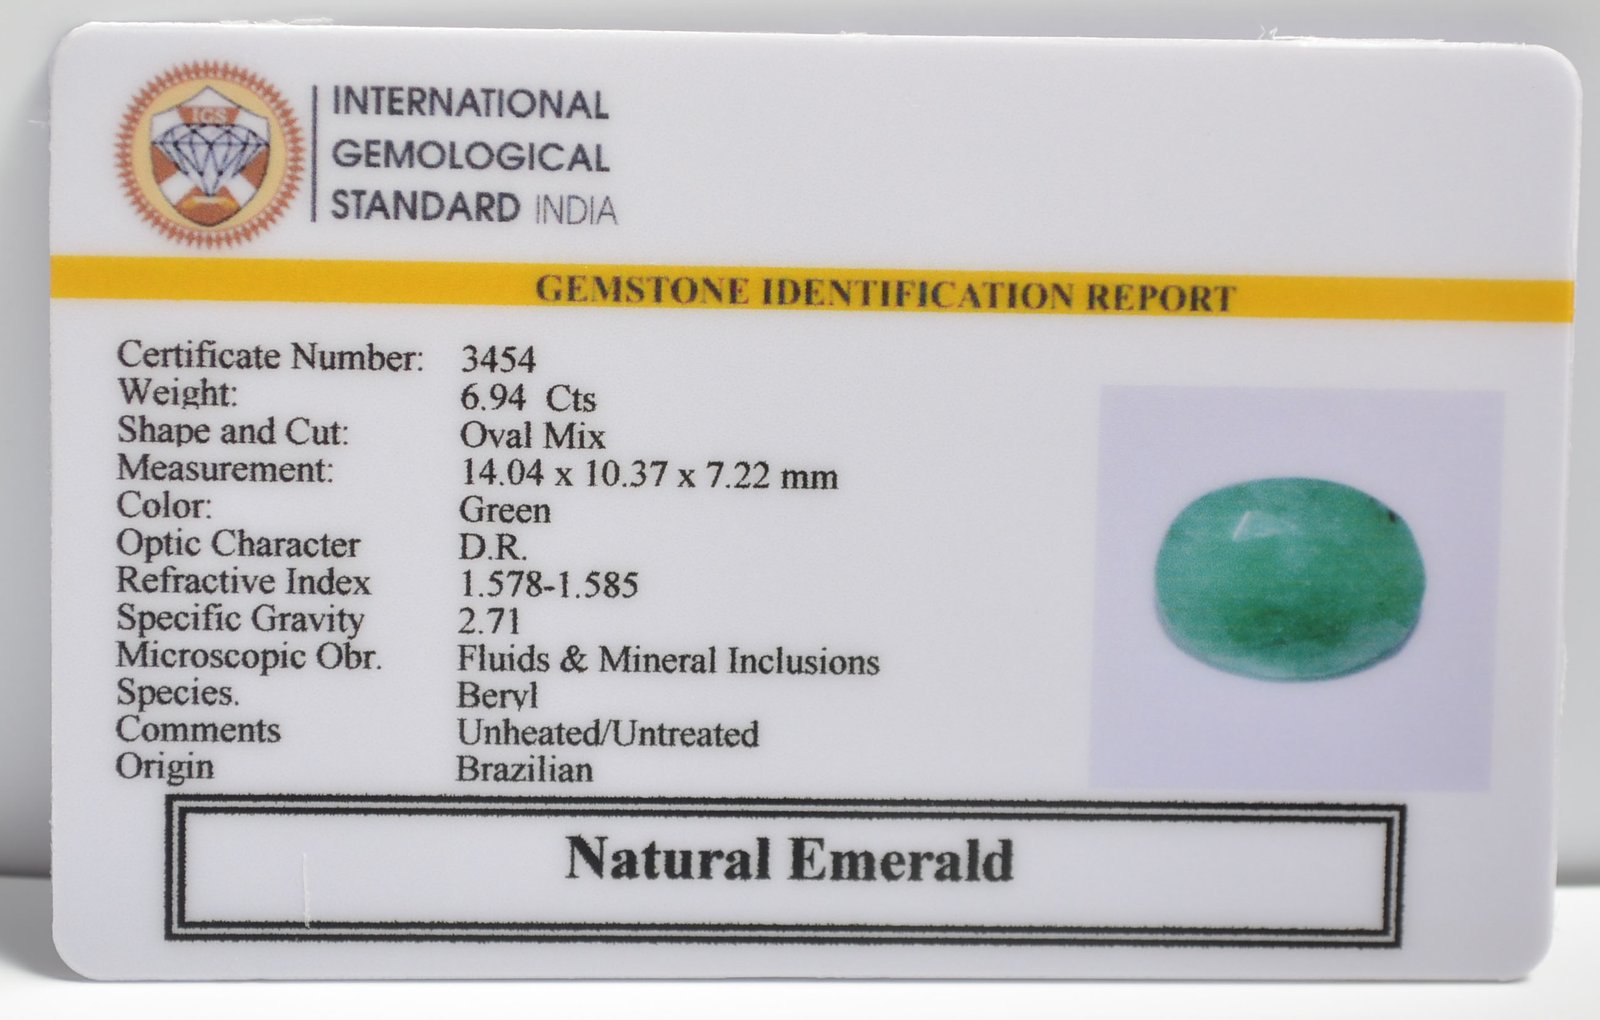 IGS
INTERNATIONAL
GEMOLOGICAL
STANDARD INDIA
GEMSTONE IDENTIFICATION REPORT
Certificate Number: 3454
Weight: 6.94 Cts
Shape and Cut: Oval Mix
Measurement: 14.04 x 10.37 x 7.22 mm
Color: Green
Optic Character D.R.
Refractive Index 1.578-1.585
Specific Gravity 2.71
Microscopic Obr. Fluids & Mineral Inclusions
Species. Beryl
Comments Unheated/Untreated
Origin Brazilian
Natural Emerald